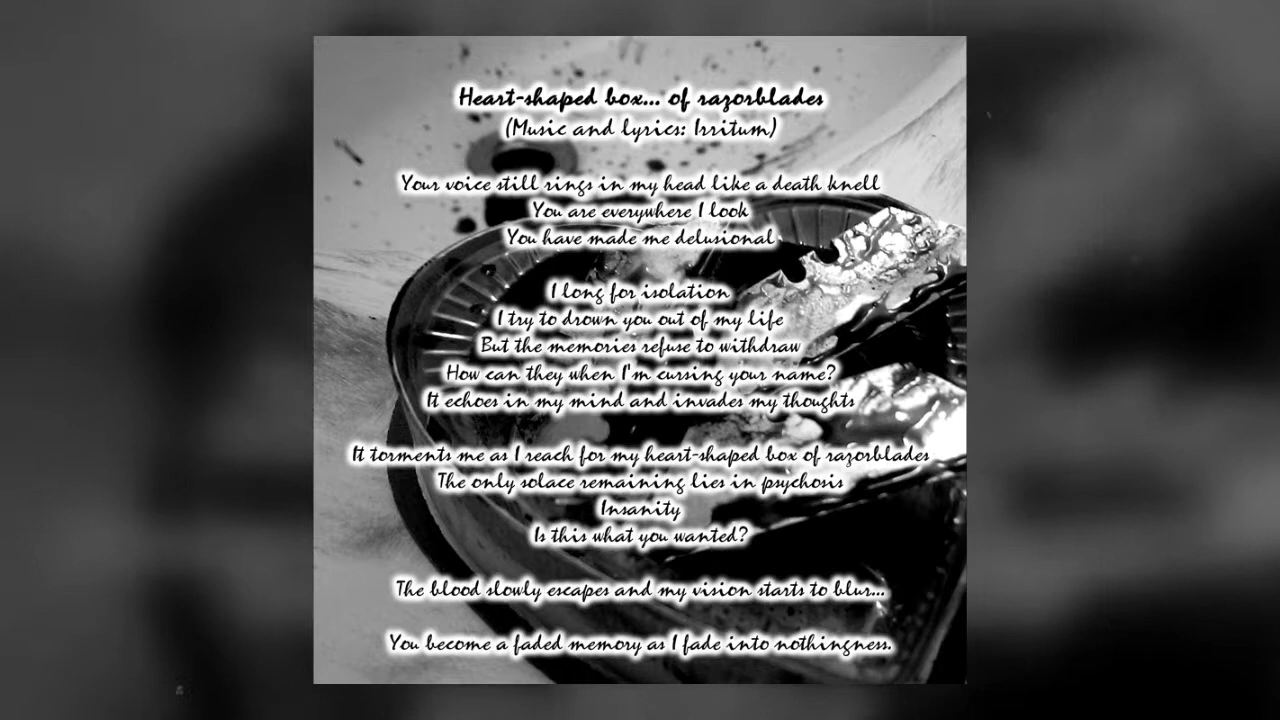 Heart-shaped box... of razorblades
(Music and lyrics: Irritum)
Your voice still rings in my head like a death knell
You are everywhere I look
You have made me delusional
I long for isolation
I try to drown you out of my life
But the memories refuse to withdraw
How can they when I'm cursing your name?
It echoes in my mind and invades my thoughts
It torments me as I reach for my heart-shaped box of razorblades
The only solace remaining lies in psychosis
Insanity
Is this what you wanted?
The blood slowly escapes and my vision starts to blur...
You become a faded memory as I fade into nothingness.